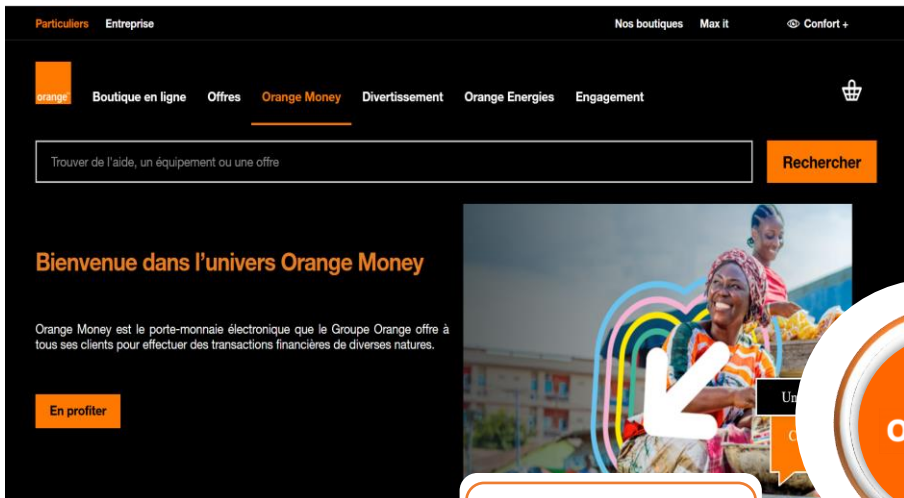 Particuliers Entreprise Nos boutiques Max it Confort +
orange
Boutique en ligne Offres Orange Money Divertissement Orange Energies Engagement
Trouver de l'aide, un équipement ou une offre Rechercher
Bienvenue dans l'univers Orange Money
Orange Money est le porte-monnaie électronique que le Groupe Orange offre à
tous ses clients pour effectuer des transactions financières de diverses natures.
En profiter